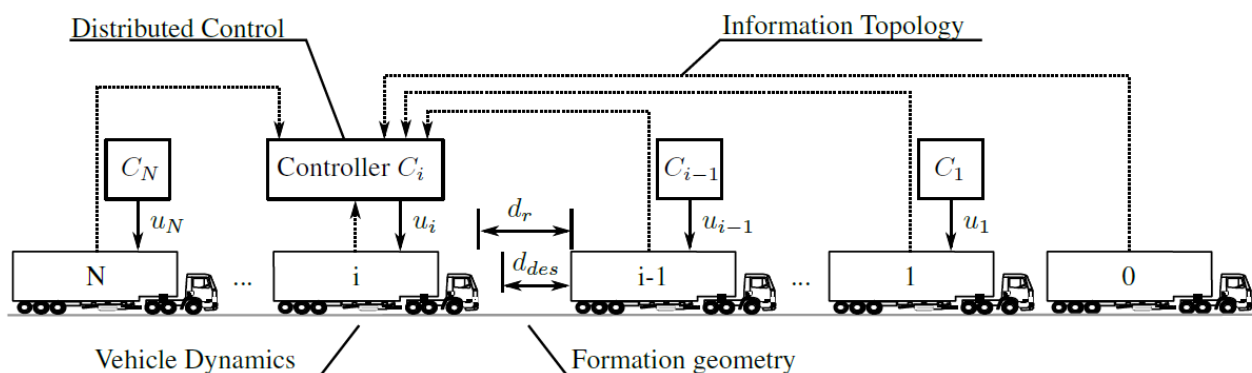 Distributed Control
Information Topology
C_N
Controller C_i
C_{i-1}
C_1
u_N
u_i
d_r
u_{i-1}
u_1
d_{des}
N
...
i
i-1
...
1
0
Vehicle Dynamics
Formation geometry